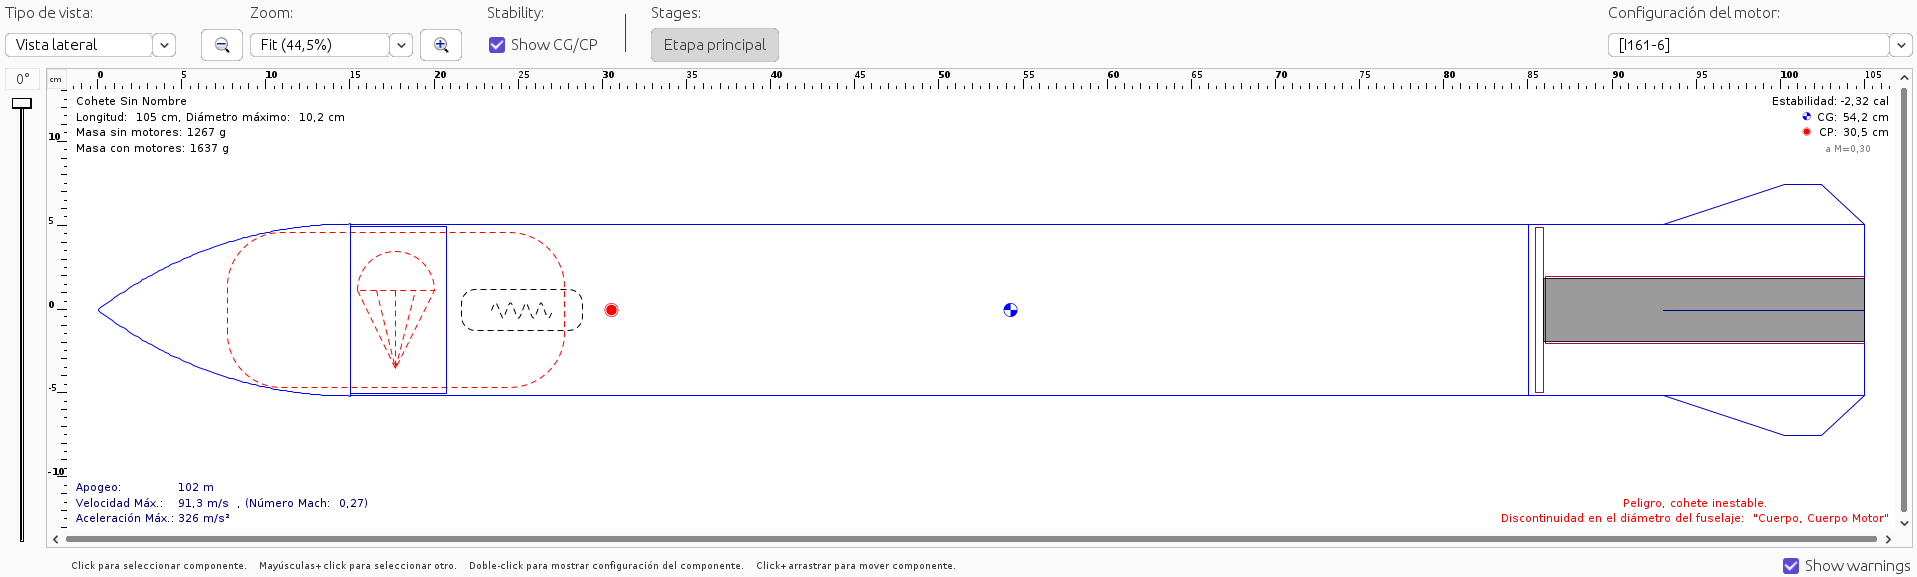 Tipo de vista:
Zoom:
Stability:
Stages:
Configuración del motor:
Vista lateral
Fit (44,5%)
Show CG/CP
Etapa principal
[I161-6]
0°
cm
0 5 10 15 20 25 30 35 40 45 50 55 60 65 70 75 80 85 90 95 100 105
10
5
0
-5
-10
Cohete Sin Nombre
Longitud: 105 cm, Diámetro máximo: 10,2 cm
Masa sin motores: 1267 g
Masa con motores: 1637 g
Estabilidad: -2,32 cal
CG: 54,2 cm
CP: 30,5 cm
a M=0,30
Apogeo: 102 m
Velocidad Máx.: 91,3 m/s , (Número Mach: 0,27)
Aceleración Máx.: 326 m/s²
Peligro, cohete inestable.
Discontinuidad en el diámetro del fuselaje: "Cuerpo, Cuerpo Motor"
Click para seleccionar componente. Mayúsculas+click para seleccionar otro. Doble-click para mostrar configuración del componente. Click+arrastrar para mover componente.
Show warnings